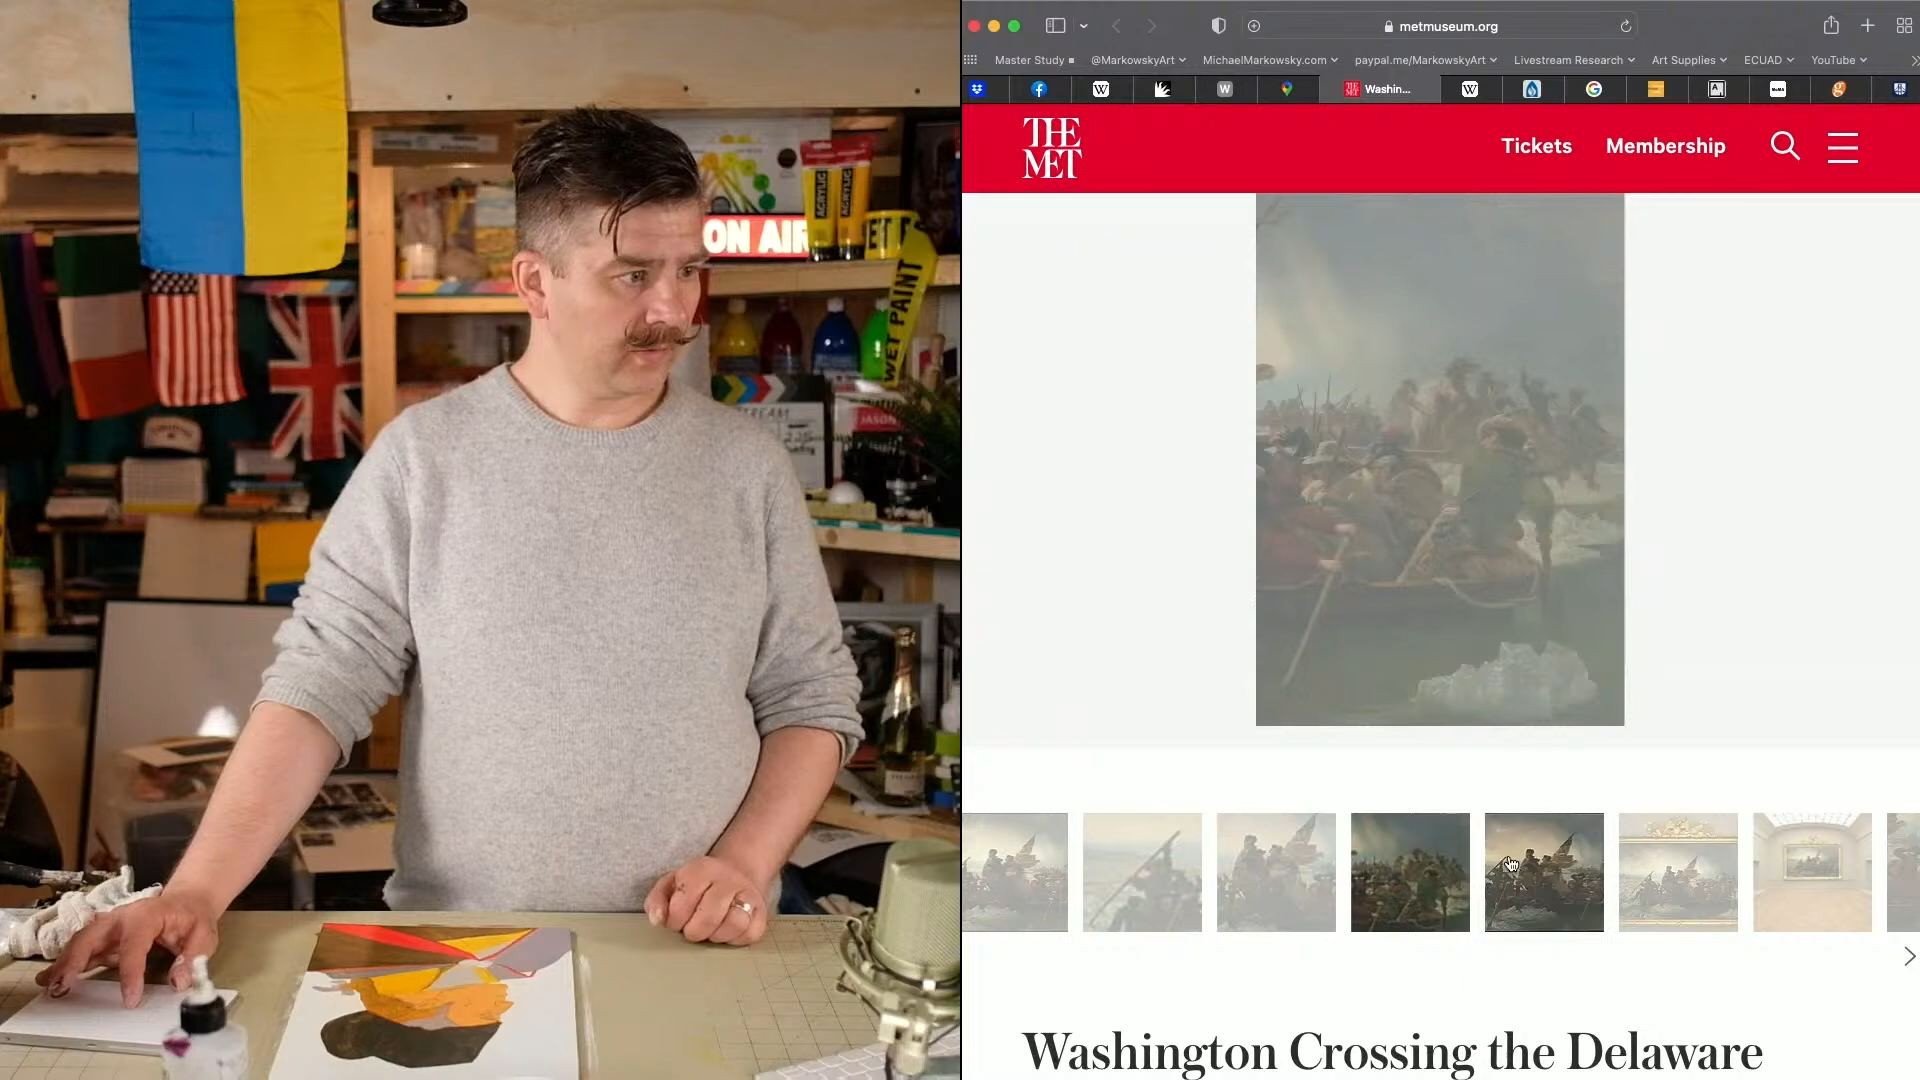 metmuseum.org
Master Study
@MarkowskyArt
MichaelMarkowsky.com
paypal.me/MarkowskyArt
Livestream Research
Art Supplies
ECUAD
YouTube
W
W
Washin...
W
G
THE
MET
Tickets
Membership
ACRYLIC
ACRYLIC
ON AIR
WET PAINT
JASON
Washington Crossing the Delaware